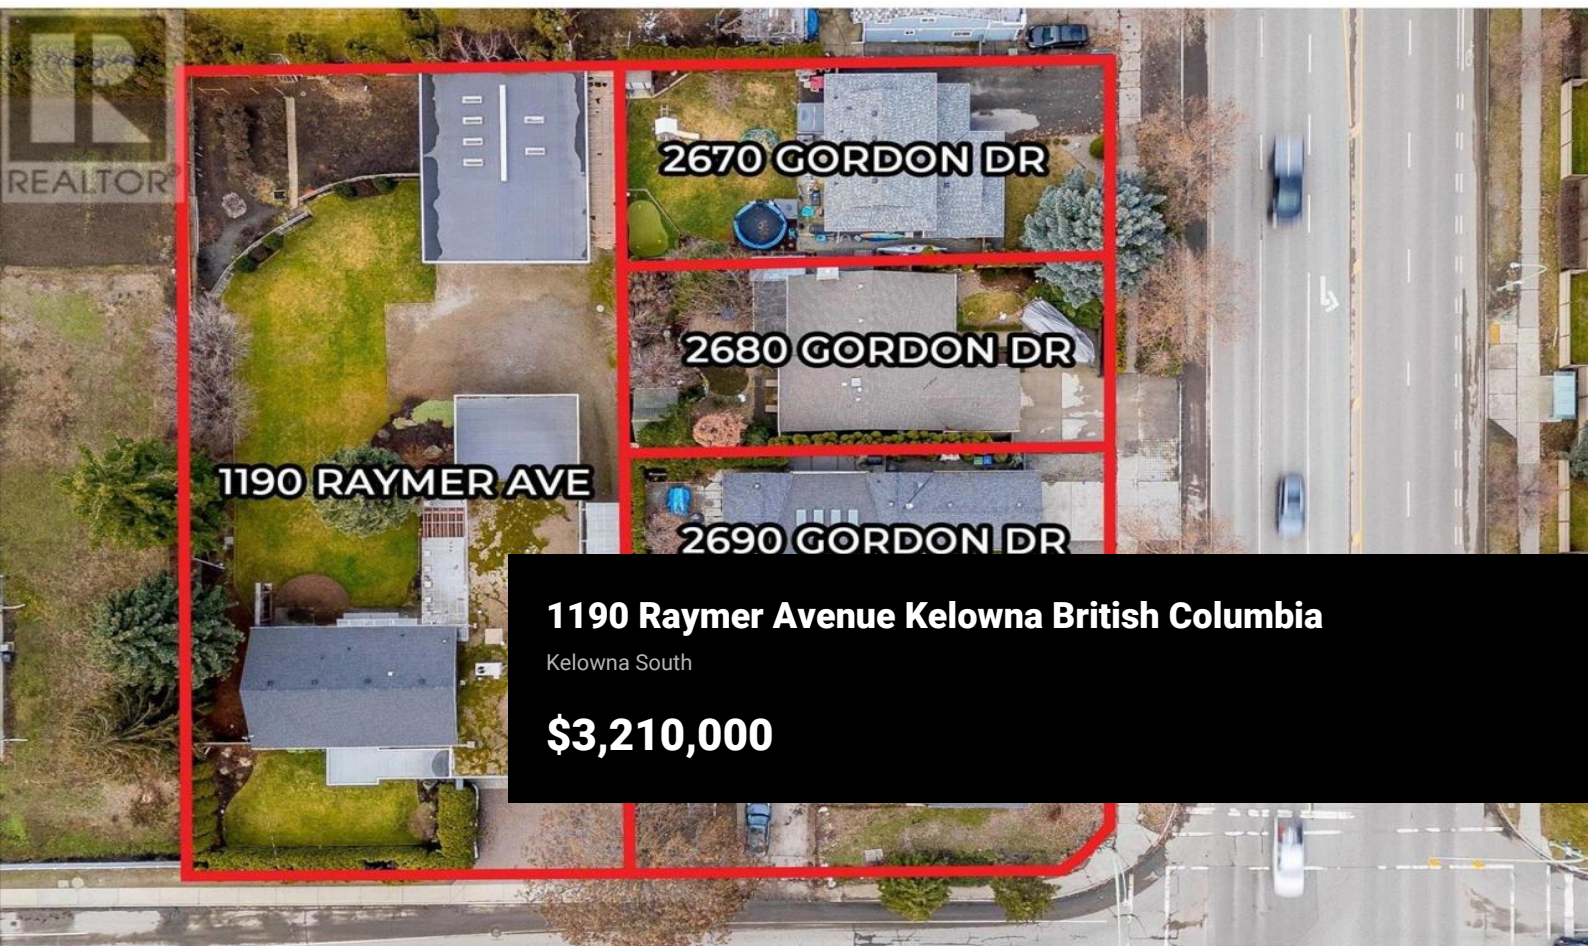 REALTOR®
2670 GORDON DR
2680 GORDON DR
1190 RAYMER AVE
2690 GORDON DR
1190 Raymer Avenue Kelowna British Columbia
Kelowna South
$3,210,000